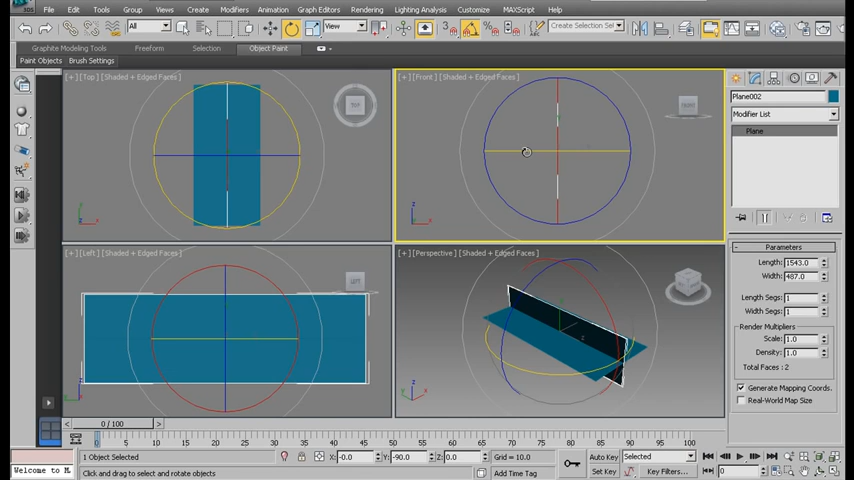 File Edit Tools Group Views Create Modifiers Animation Graph Editors Rendering Lighting Analysis Customize MAXScript Help
All View Create Selection Se
Graphite Modeling Tools Freeform Selection Object Paint
Paint Objects Brush Settings
[+] [Top] [Shaded + Edged Faces]
TOP
[+] [Front] [Shaded + Edged Faces]
FRONT
Plane002
Modifier List
Plane
[+] [Left] [Shaded + Edged Faces]
LEFT
[+] [Perspective] [Shaded + Edged Faces]
Parameters
Length: 1543.0
Width: 487.0
Length Segs: 1
Width Segs: 1
Render Multipliers
Scale: 1.0
Density: 1.0
Total Faces: 2
Generate Mapping Coords.
Real-World Map Size
0 / 100
0 5 10 15 20 25 30 35 40 45 50 55 60 65 70 75 80 85 90 95 100
1 Object Selected X: -0.0 Y: -90.0 Z: 0.0 Grid = 10.0 Auto Key Selected
Welcome to M Click and drag to select and rotate objects Add Time Tag Set Key Key Filters... 0